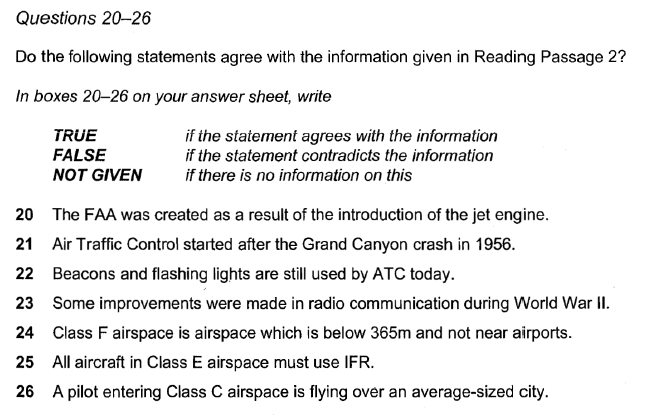 Questions 20–26
Do the following statements agree with the information given in Reading Passage 2?
In boxes 20–26 on your answer sheet, write
TRUE if the statement agrees with the information
FALSE if the statement contradicts the information
NOT GIVEN if there is no information on this
20 The FAA was created as a result of the introduction of the jet engine.
21 Air Traffic Control started after the Grand Canyon crash in 1956.
22 Beacons and flashing lights are still used by ATC today.
23 Some improvements were made in radio communication during World War II.
24 Class F airspace is airspace which is below 365m and not near airports.
25 All aircraft in Class E airspace must use IFR.
26 A pilot entering Class C airspace is flying over an average-sized city.